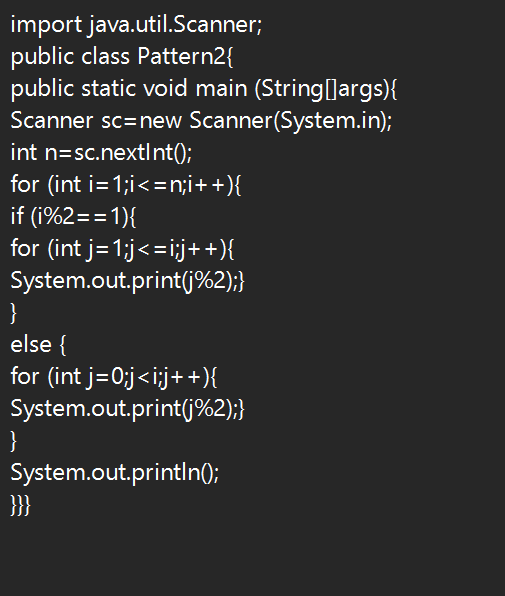 import java.util.Scanner;
public class Pattern2{
public static void main (String[]args){
Scanner sc=new Scanner(System.in);
int n=sc.nextInt();
for (int i=1;i<=n;i++){
if (i%2==1){
for (int j=1;j<=i;j++){
System.out.print(j%2);}
}
else {
for (int j=0;j<i;j++){
System.out.print(j%2);}
}
System.out.println();
}}}